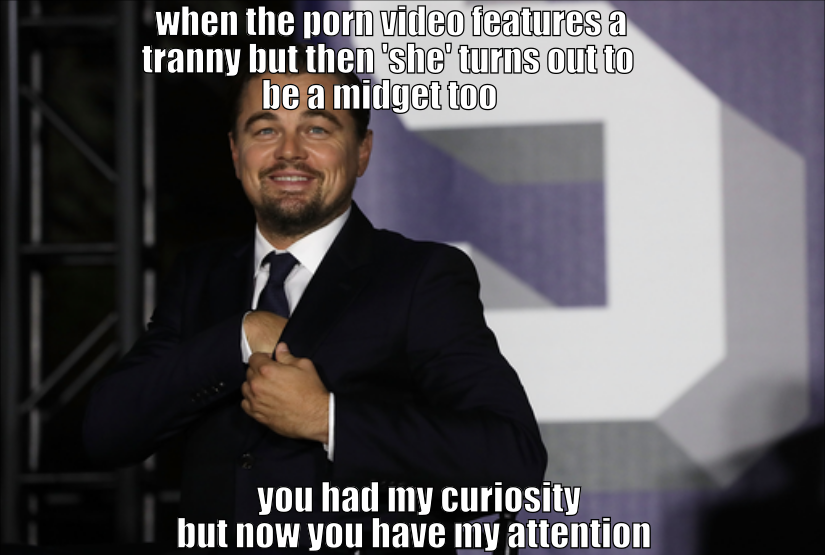 when the porn video features a
tranny but then 'she' turns out to
be a midget too
you had my curiosity
but now you have my attention